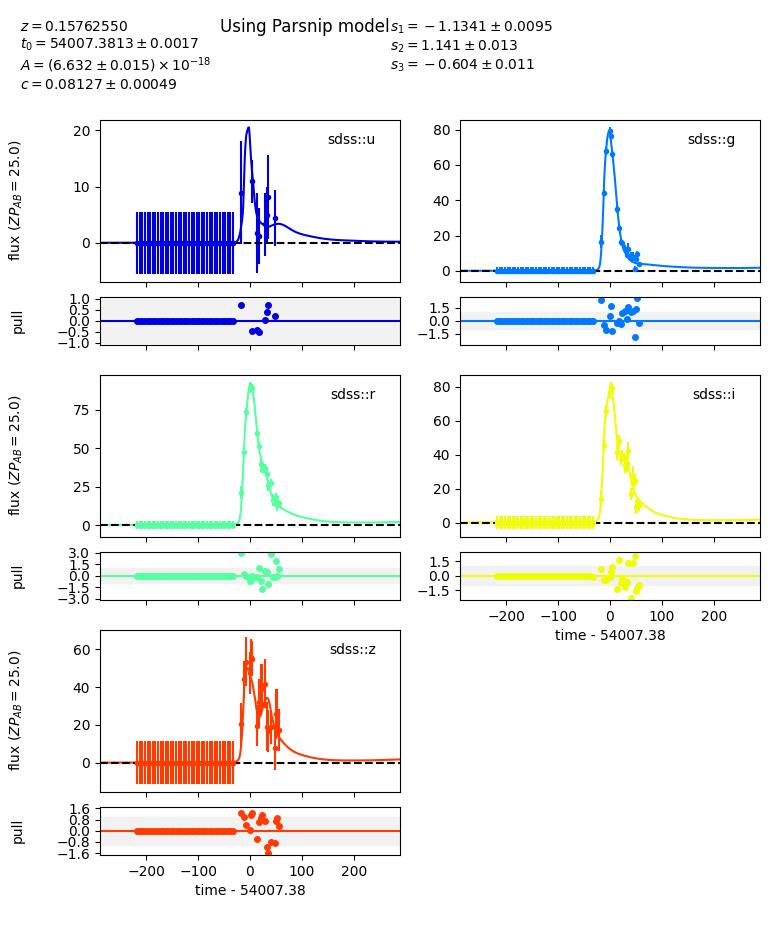 Using Parsnip model
z = 0.15762550
t₀ = 54007.3813 ± 0.0017
A = (6.632 ± 0.015) × 10⁻¹⁸
c = 0.08127 ± 0.00049
s₁ = −1.1341 ± 0.0095
s₂ = 1.141 ± 0.013
s₃ = −0.604 ± 0.011
flux (ZP_AB = 25.0)
20
10
0
sdss::u
80
60
40
20
0
sdss::g
pull
1.0
0.5
0.0
−0.5
−1.0
1.5
0.0
−1.5
flux (ZP_AB = 25.0)
75
50
25
0
sdss::r
80
60
40
20
0
sdss::i
pull
3.0
1.5
0.0
−1.5
−3.0
1.5
0.0
−1.5
−200 −100 0 100 200
time - 54007.38
flux (ZP_AB = 25.0)
60
40
20
0
sdss::z
pull
1.6
0.8
0.0
−0.8
−1.6
−200 −100 0 100 200
time - 54007.38